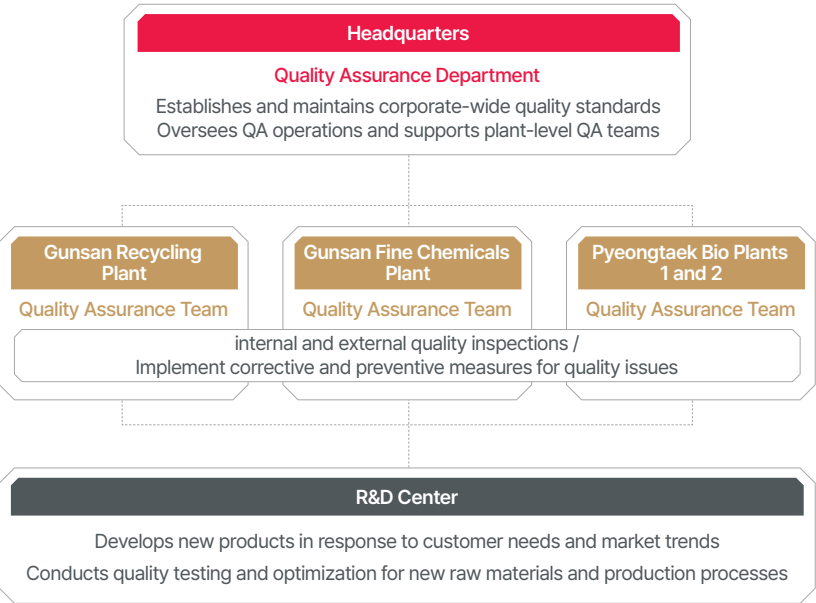 Headquarters
Quality Assurance Department
Establishes and maintains corporate-wide quality standards
Oversees QA operations and supports plant-level QA teams
Gunsan Recycling
Plant
Quality Assurance Team
Gunsan Fine Chemicals
Plant
Quality Assurance Team
Pyeongtaek Bio Plants
1 and 2
Quality Assurance Team
internal and external quality inspections /
Implement corrective and preventive measures for quality issues
R&D Center
Develops new products in response to customer needs and market trends
Conducts quality testing and optimization for new raw materials and production processes